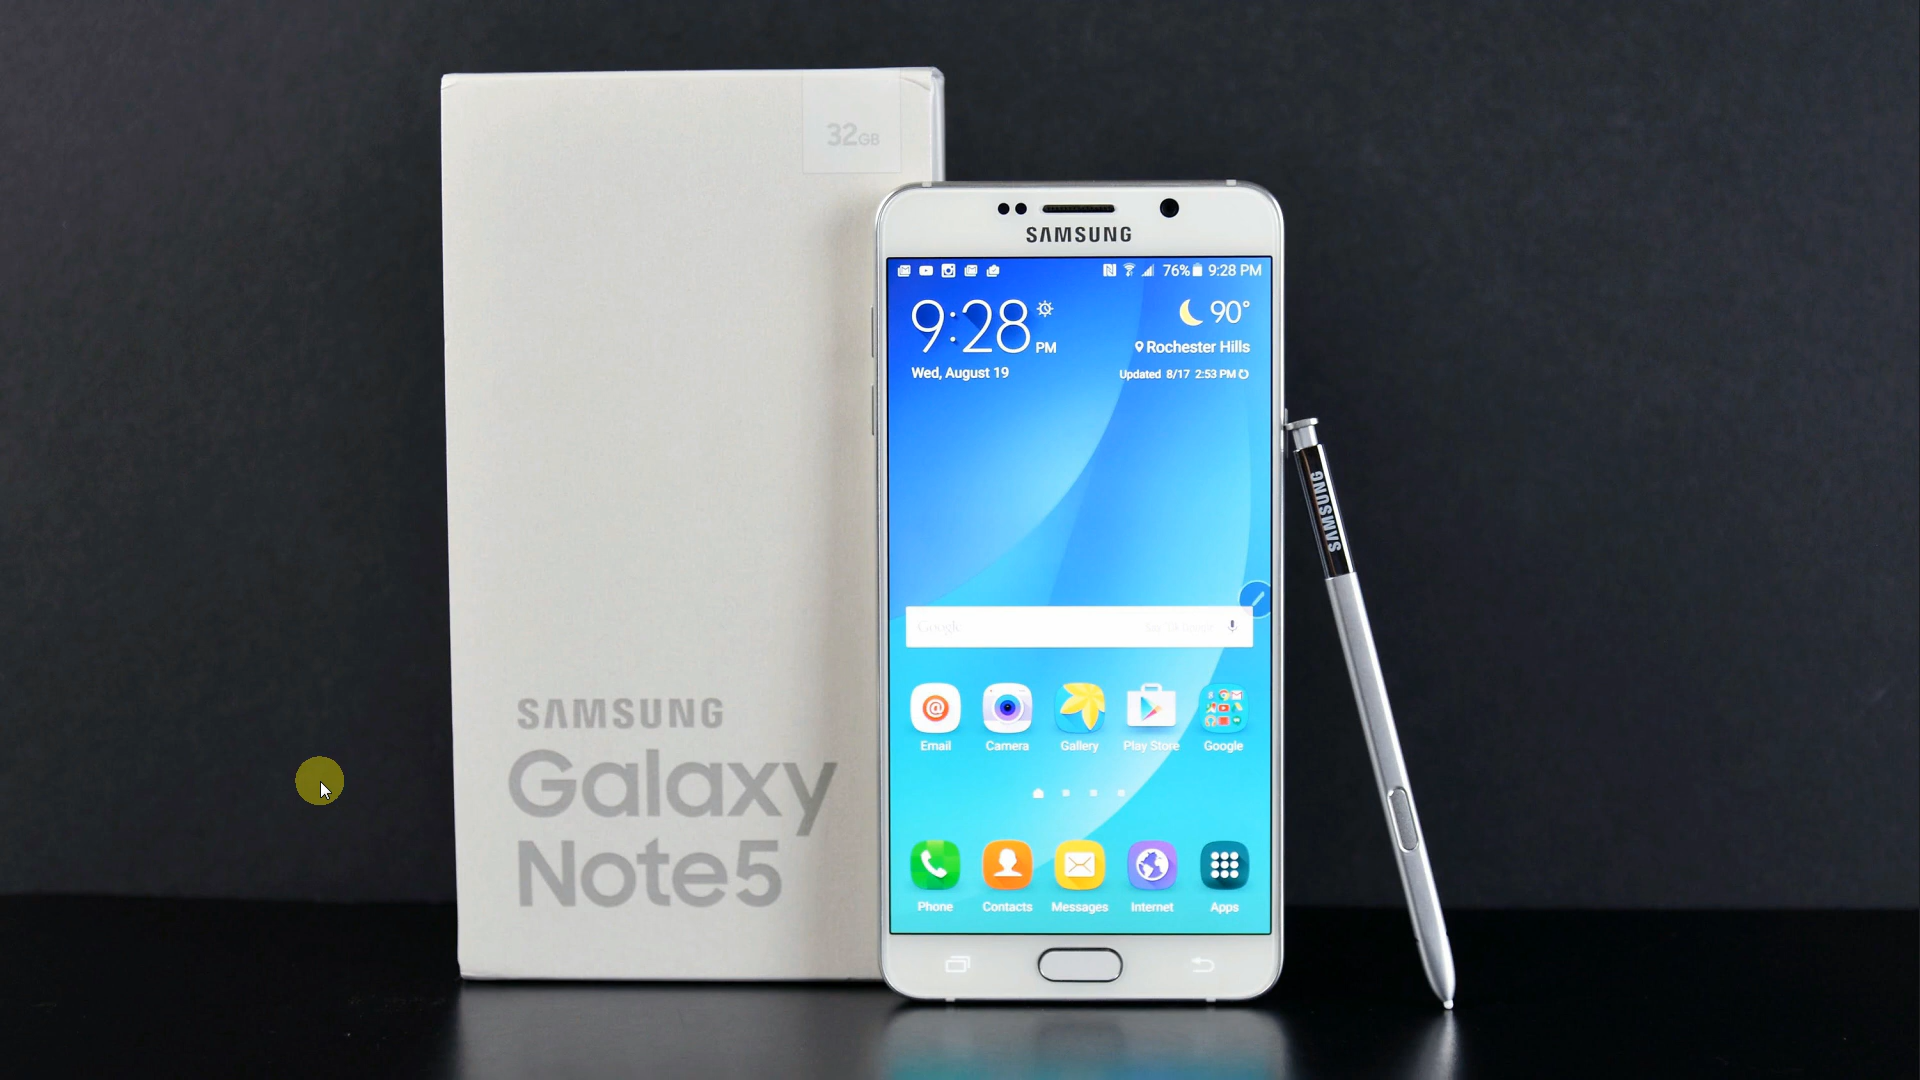 32GB
SAMSUNG
Galaxy
Note5
SAMSUNG
76% 9:28 PM
9:28 PM
90°
Rochester Hills
Wed, August 19
Updated 8/17 2:53 PM
Google
Email
Camera
Gallery
Play Store
Google
Phone
Contacts
Messages
Internet
Apps
SAMSUNG